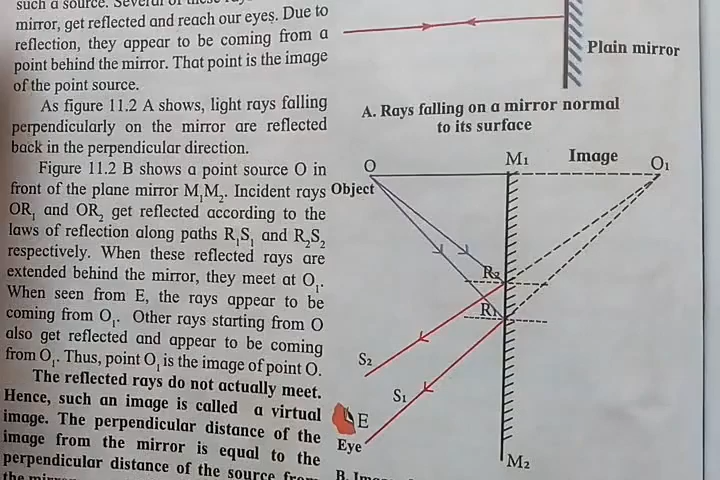 such a source. Several of these
mirror, get reflected and reach our eyes. Due to
reflection, they appear to be coming from a
point behind the mirror. That point is the image
of the point source.
As figure 11.2 A shows, light rays falling
perpendicularly on the mirror are reflected
back in the perpendicular direction.
Figure 11.2 B shows a point source O in
front of the plane mirror M₁M₂. Incident rays
OR₁ and OR₂ get reflected according to the
laws of reflection along paths R₁S₁ and R₂S₂
respectively. When these reflected rays are
extended behind the mirror, they meet at O₁.
When seen from E, the rays appear to be
coming from O₁. Other rays starting from O
also get reflected and appear to be coming
from O₁. Thus, point O₁ is the image of point O.
The reflected rays do not actually meet.
Hence, such an image is called a virtual
image. The perpendicular distance of the
image from the mirror is equal to the
perpendicular distance of the source from
the
Plain mirror
A. Rays falling on a mirror normal
to its surface
O
M₁
Image
O₁
Object
R₂
R₁
S₂
S₁
E
Eye
M₂
B.